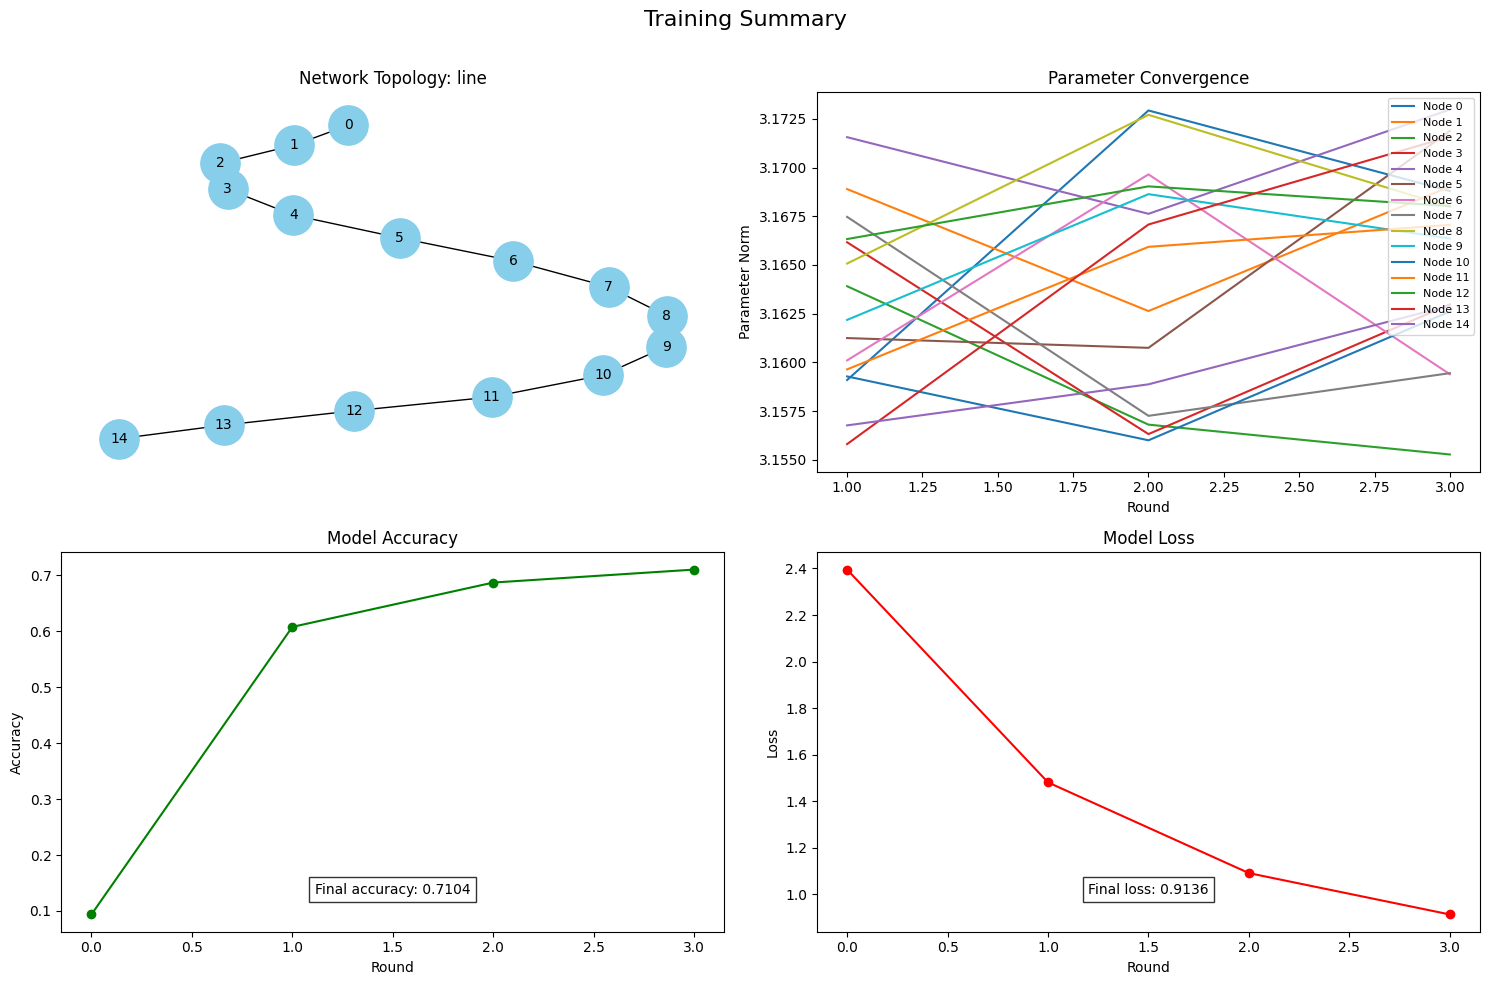 Training Summary
Network Topology: line
0
1
2
3
4
5
6
7
8
9
10
11
12
13
14
Parameter Convergence
3.1725
3.1700
3.1675
3.1650
3.1625
3.1600
3.1575
3.1550
Parameter Norm
Node 0
Node 1
Node 2
Node 3
Node 4
Node 5
Node 6
Node 7
Node 8
Node 9
Node 10
Node 11
Node 12
Node 13
Node 14
1.00 1.25 1.50 1.75 2.00 2.25 2.50 2.75 3.00
Round
Model Accuracy
0.7
0.6
0.5
0.4
0.3
0.2
0.1
Accuracy
Final accuracy: 0.7104
0.0 0.5 1.0 1.5 2.0 2.5 3.0
Round
Model Loss
2.4
2.2
2.0
1.8
1.6
1.4
1.2
1.0
Loss
Final loss: 0.9136
0.0 0.5 1.0 1.5 2.0 2.5 3.0
Round